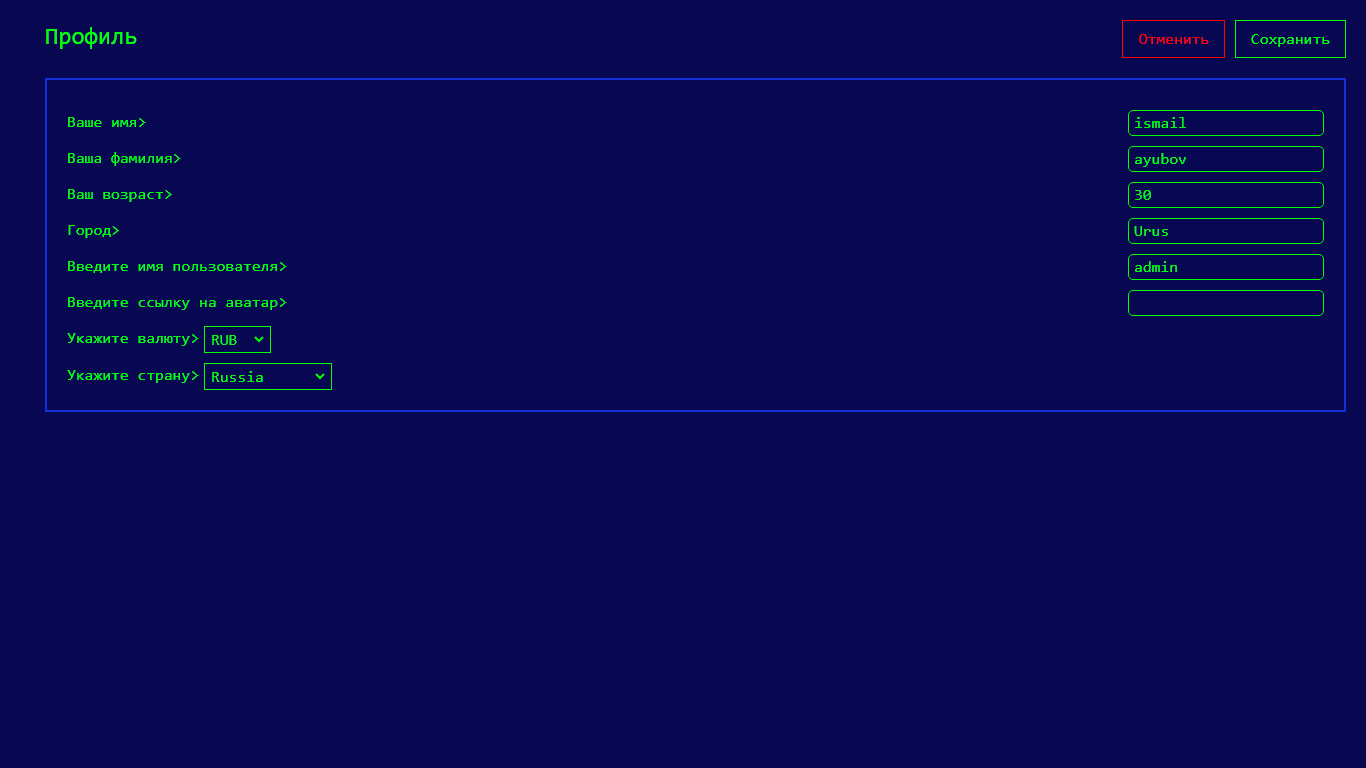 Профиль
Отменить Сохранить
Ваше имя> ismail
Ваша фамилия> ayubov
Ваш возраст> 30
Город> Urus
Введите имя пользователя> admin
Введите ссылку на аватар>
Укажите валюту> RUB
Укажите страну> Russia